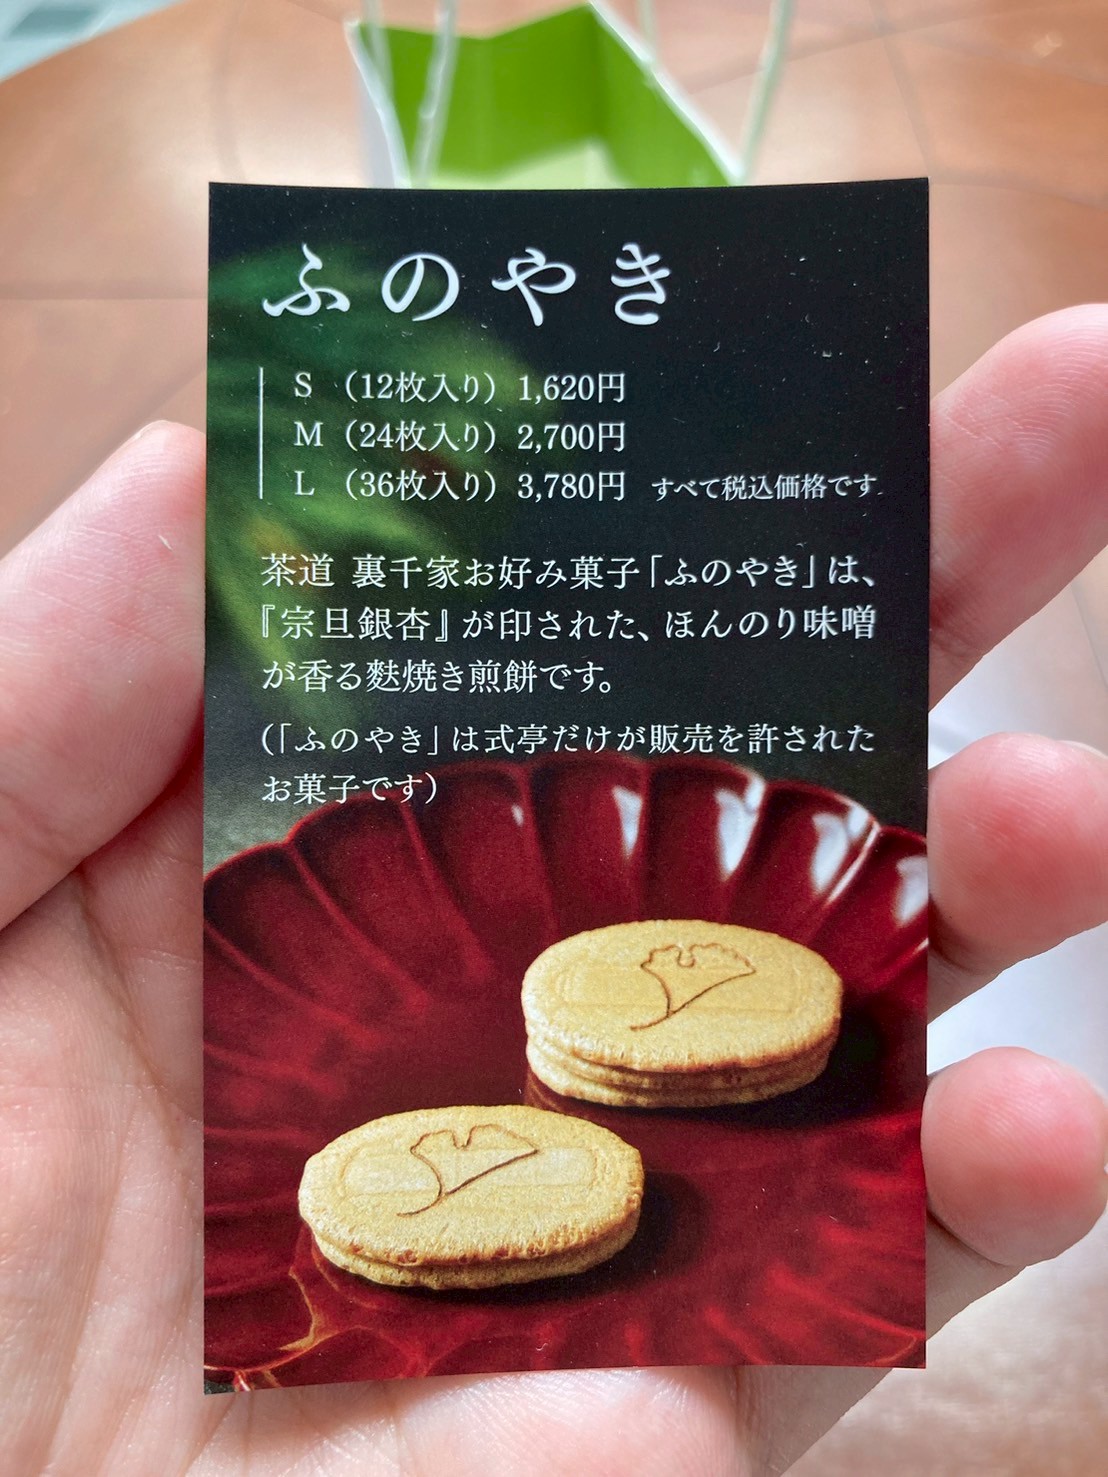 ふのやき
S （12枚入り） 1,620円
M （24枚入り） 2,700円
L （36枚入り） 3,780円 すべて税込価格です
茶道 裏千家お好み菓子「ふのやき」は、
『宗旦銀杏』が印された、ほんのり味噌
が香る麩焼き煎餅です。
（「ふのやき」は式亭だけが販売を許された
お菓子です）